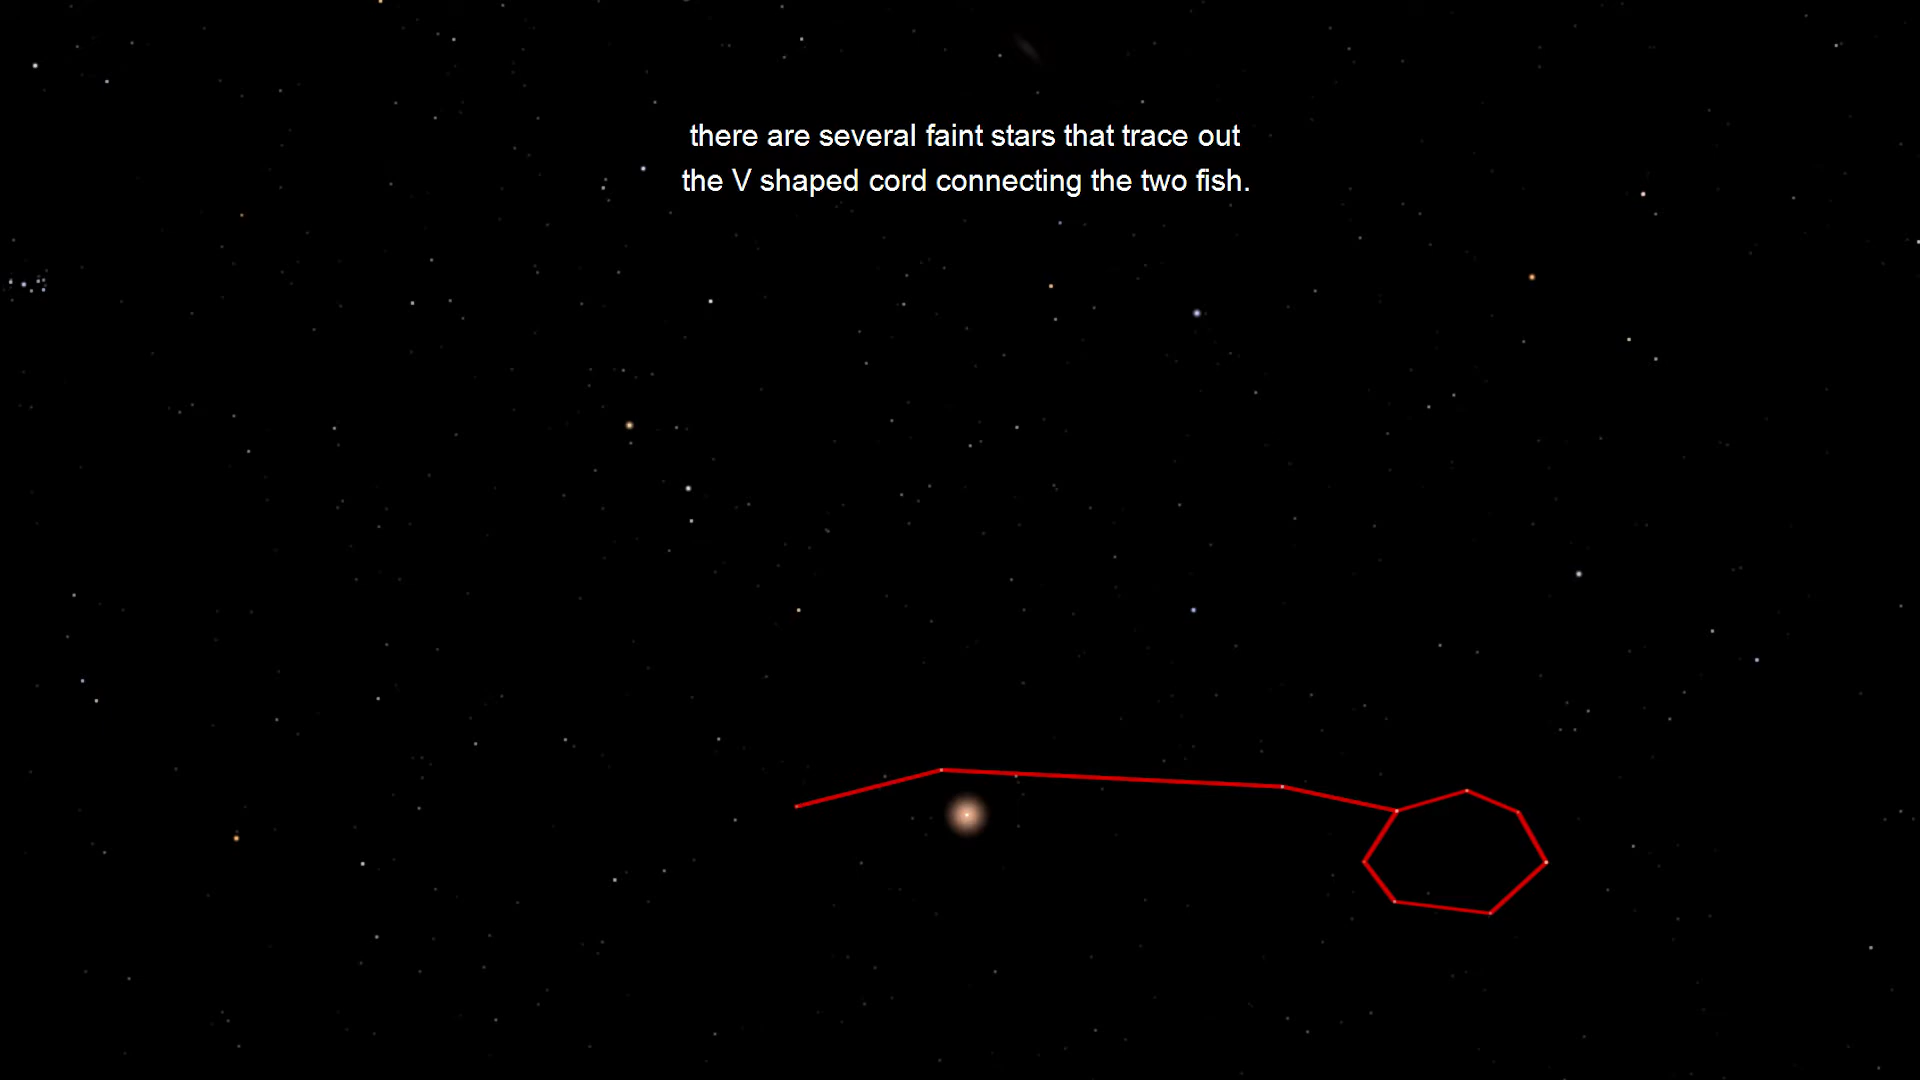 there are several faint stars that trace out
the V shaped cord connecting the two fish.